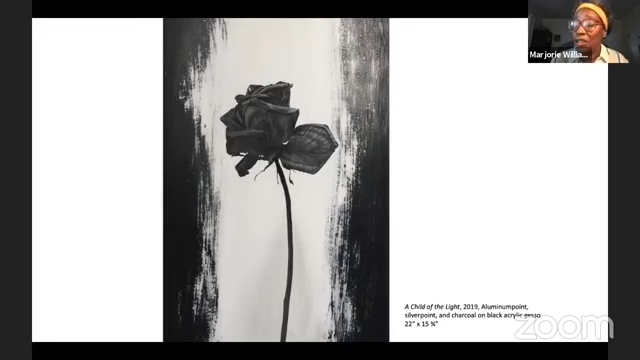 Marjorie Willia...
A Child of the Light, 2019, Aluminumpoint,
silverpoint, and charcoal on black acrylic gesso
22" x 15 ¾"
zoom